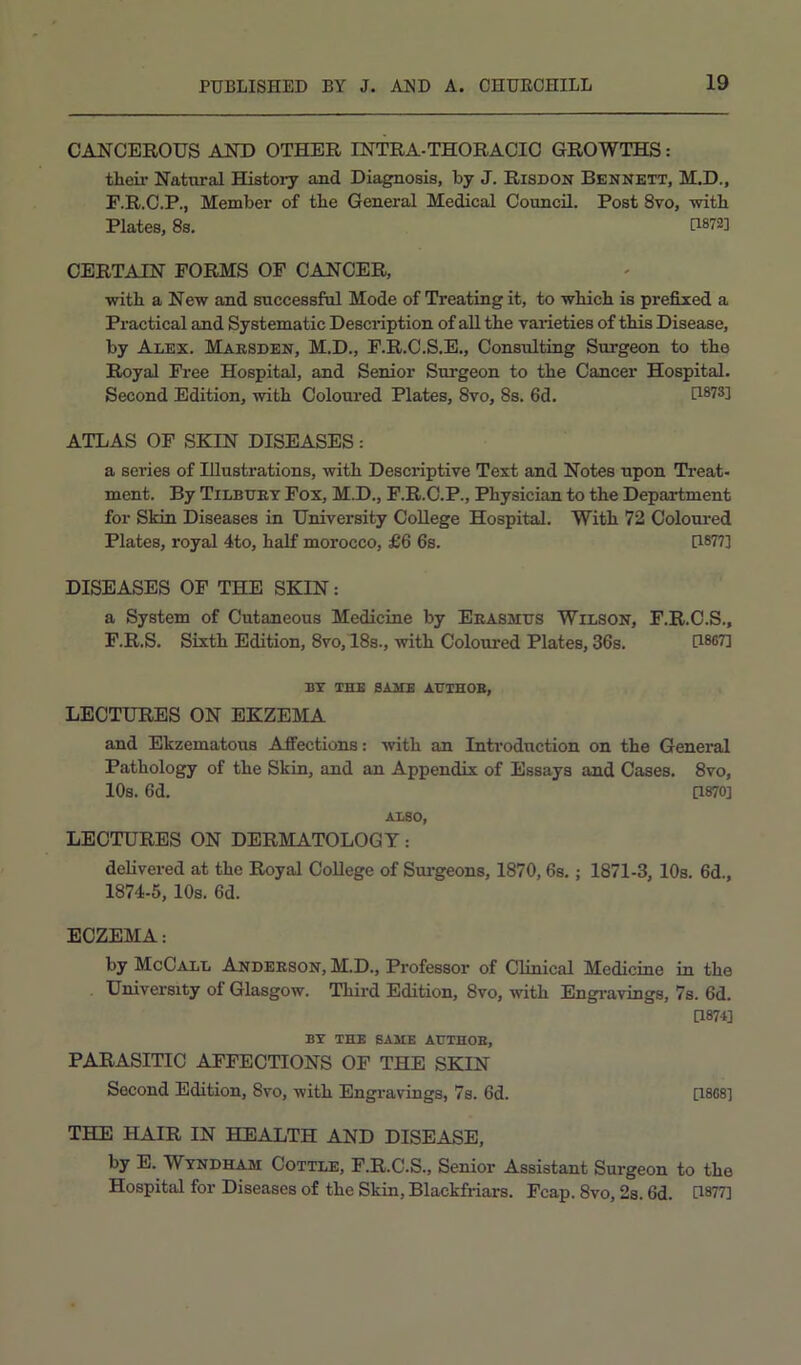 PUBLISHED BY J. AND A. CHURCHILL 19
CANCEROUS AND OTHER INTRA-THORACIC GROWTHS:
their Natural History and Diagnosis, by J. Risdon Bennett, M.D.,
F.R.C.P., Member of the General Medical Council. Post 8vo, with
Plates, 8s. [1872]
CERTAIN FORMS OF CANCER,
with a New and successful Mode of Treating it, to which is prefixed a
Practical and Systematic Description of all the varieties of this Disease,
by Alex. Marsden, M.D., F.R.C.S.E., Consulting Surgeon to the
Royal Free Hospital, and Senior Surgeon to the Cancer Hospital.
Second Edition, with Coloured Plates, 8vo, 8s. 6d. [1873]
ATLAS OF SKIN DISEASES:
a series of Illustrations, with Descriptive Text and Notes upon Treat-
ment. By Tilbury Fox, M.D., F.R.C.P., Physician to the Department
for Skin Diseases in University College Hospital. With 72 Coloured
Plates, royal 4to, half morocco, £6 6s. [1877]
DISEASES OF THE SKIN:
a System of Cutaneous Medicine by Erasmus Wilson, F.R.C.S.,
F.R.S. Sixth Edition, 8vo, 18s., with Coloured Plates, 36s. [1867]
BY THE SAME AUTHOR,
LECTURES ON EKZEMA
and Ekzematous Affections: with an Introduction on the General
Pathology of the Skin, and an Appendix of Essays and Cases. 8vo,
10s. 6d. [1870]
ALSO,
LECTURES ON DERMATOLOGY:
delivered at the Royal College of Surgeons, 1870, 6s.; 1871-3, 10s. 6d.,
1874-5, 10s. 6d.
ECZEMA:
by McCall Anderson, M.D., Professor of Clinical Medicine in the
University of Glasgow. Third Edition, 8vo, with Engravings, 7s. 6d.
[1874]
BY THE SAME AUTHOR,
PARASITIC AFFECTIONS OF THE SKIN
Second Edition, 8vo, with Engravings, 7s. 6d. [1868]
THE HAIR IN HEALTH AND DISEASE,
by E. Wyndham Cottle, F.R.C.S., Senior Assistant Surgeon to the
Hospital for Diseases of the Skin, Blackfriars. Fcap. 8vo, 2s. 6d. [1877]